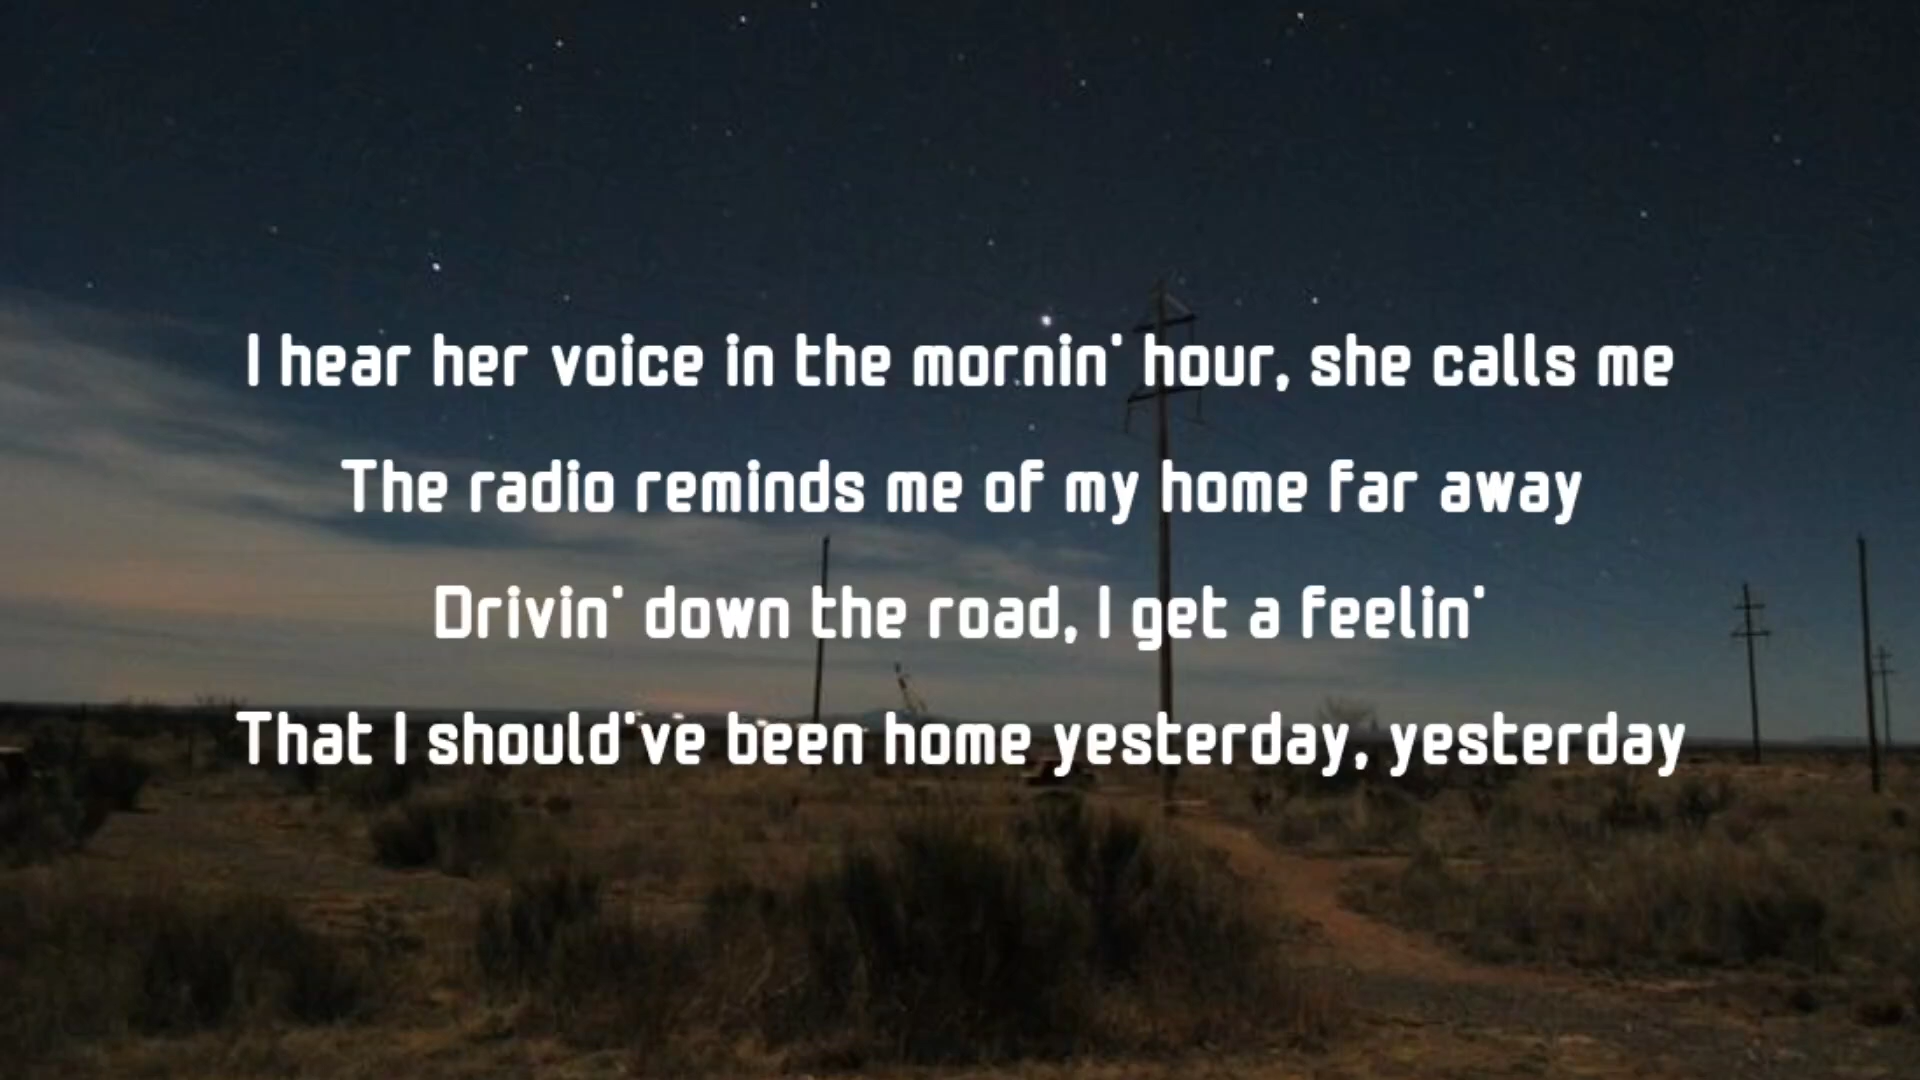 I hear her voice in the mornin' hour, she calls me
The radio reminds me of my home far away
Drivin' down the road, I get a feelin'
That I should've been home yesterday, yesterday